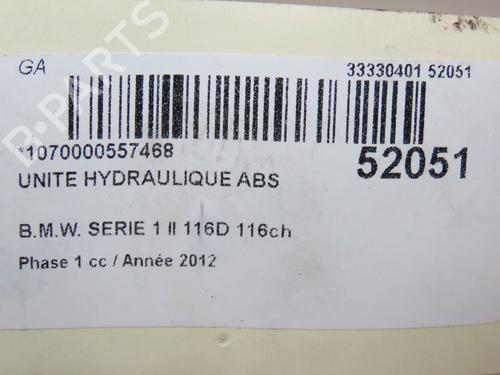 GA
33330401 52051
*1070000557468
52051
UNITE HYDRAULIQUE ABS
B.M.W. SERIE 1 II 116D 116ch
Phase 1 cc / Année 2012
B-PARTS